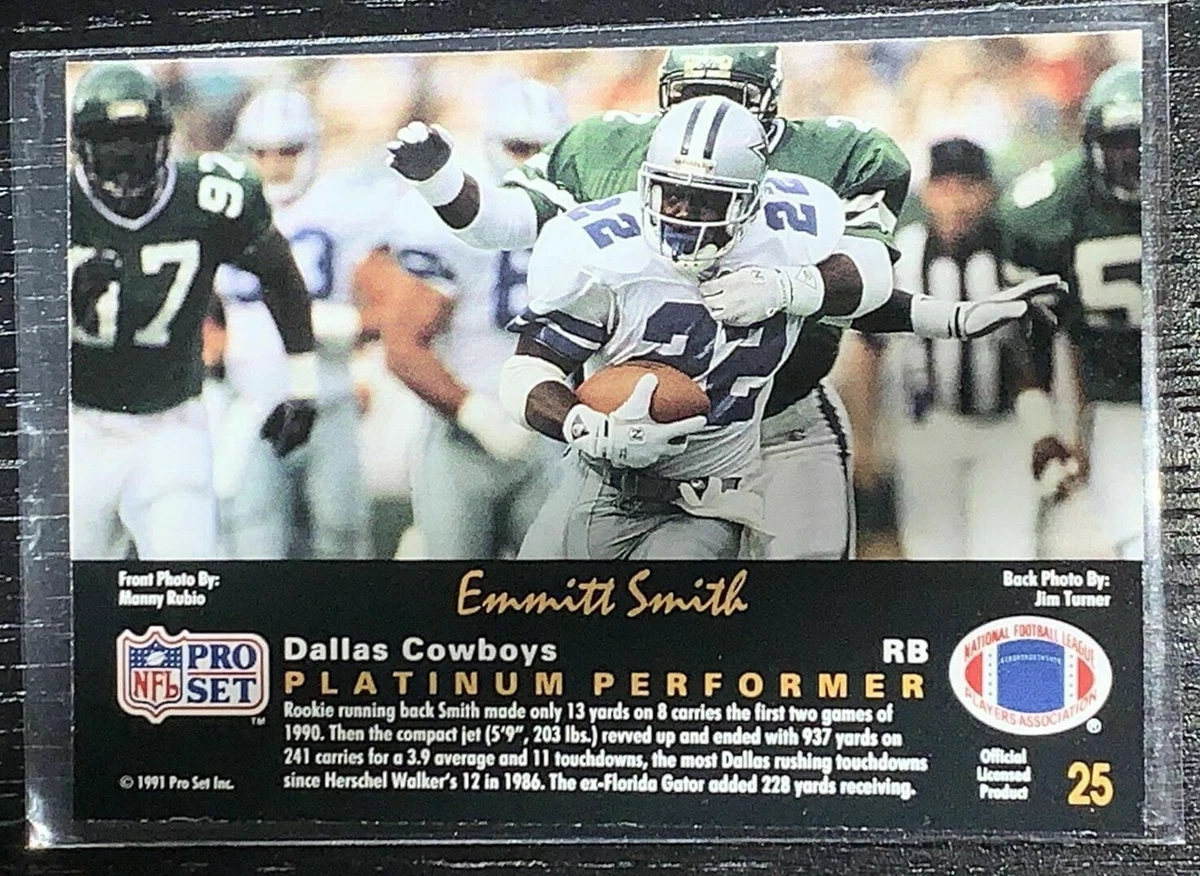 97
97
22
22
22
5
Front Photo By:
Manny Rubio
Emmitt Smith
Back Photo By:
Jim Turner
NFL PRO SET ™
Dallas Cowboys RB
PLATINUM PERFORMER
Rookie running back Smith made only 13 yards on 8 carries the first two games of
1990. Then the compact jet (5'9", 203 lbs.) revved up and ended with 937 yards on
241 carries for a 3.9 average and 11 touchdowns, the most Dallas rushing touchdowns
since Herschel Walker's 12 in 1986. The ex-Florida Gator added 228 yards receiving.
© 1991 Pro Set Inc.
NATIONAL FOOTBALL LEAGUE
PLAYERS ASSOCIATION ®
Official
Licensed
Product
25